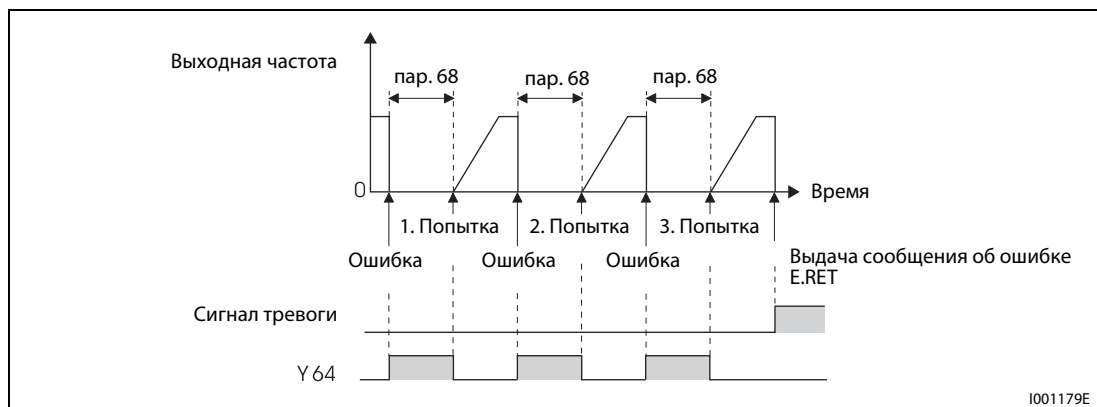 Выходная частота
пар. 68
пар. 68
пар. 68
0
Время
1. Попытка
2. Попытка
3. Попытка
Ошибка
Ошибка
Ошибка
Выдача сообщения об ошибке
E.RET
Сигнал тревоги
Y 64
I001179E